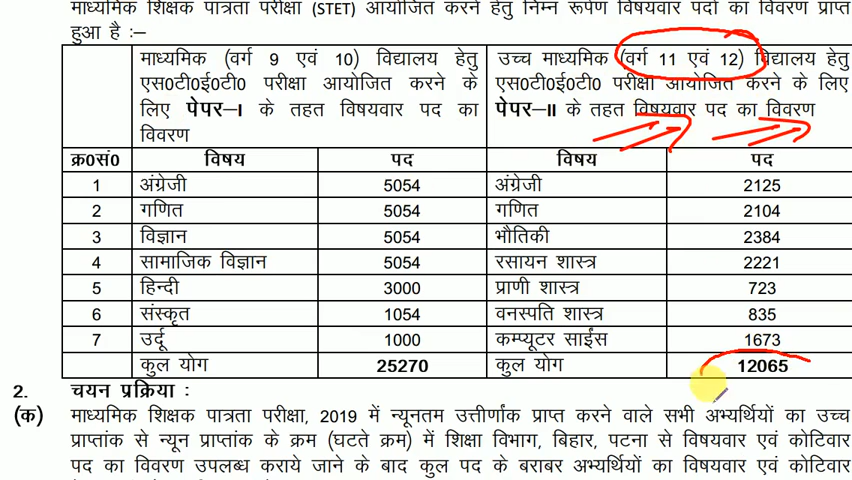 माध्यमिक शिक्षक पात्रता परीक्षा (STET) आयोजित करने हेतु निम्न रूपेण विषयवार पदों का विवरण प्राप्त
हुआ है :–
माध्यमिक (वर्ग 9 एवं 10) विद्यालय हेतु एस0टी0ई0टी0 परीक्षा आयोजित करने के लिए पेपर–I के तहत विषयवार पद का विवरण
उच्च माध्यमिक (वर्ग 11 एवं 12) विद्यालय हेतु एस0टी0ई0टी0 परीक्षा आयोजित करने के लिए पेपर–II के तहत विषयवार पद का विवरण
क्र0सं0 विषय पद विषय पद
1 अंग्रेजी 5054 अंग्रेजी 2125
2 गणित 5054 गणित 2104
3 विज्ञान 5054 भौतिकी 2384
4 सामाजिक विज्ञान 5054 रसायन शास्त्र 2221
5 हिन्दी 3000 प्राणी शास्त्र 723
6 संस्कृत 1054 वनस्पति शास्त्र 835
7 उर्दू 1000 कम्प्यूटर साईंस 1673
कुल योग 25270 कुल योग 12065
2. चयन प्रक्रिया :
(क) माध्यमिक शिक्षक पात्रता परीक्षा, 2019 में न्यूनतम उत्तीर्णांक प्राप्त करने वाले सभी अभ्यर्थियों का उच्च
प्राप्तांक से न्यून प्राप्तांक के क्रम (घटते क्रम) में शिक्षा विभाग, बिहार, पटना से विषयवार एवं कोटिवार
पद का विवरण उपलब्ध कराये जाने के बाद कुल पद के बराबर अभ्यर्थियों का विषयवार एवं कोटिवार